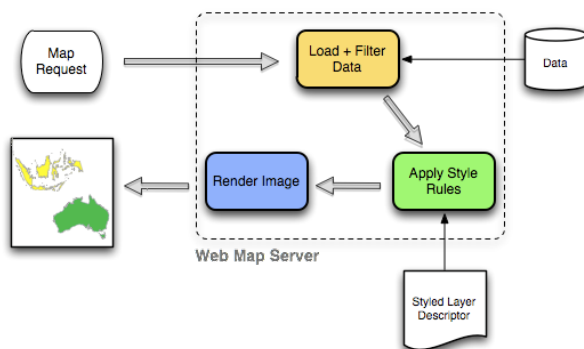 Map
Request
Load + Filter
Data
Data
Render Image
Apply Style
Rules
Web Map Server
Styled Layer
Descriptor